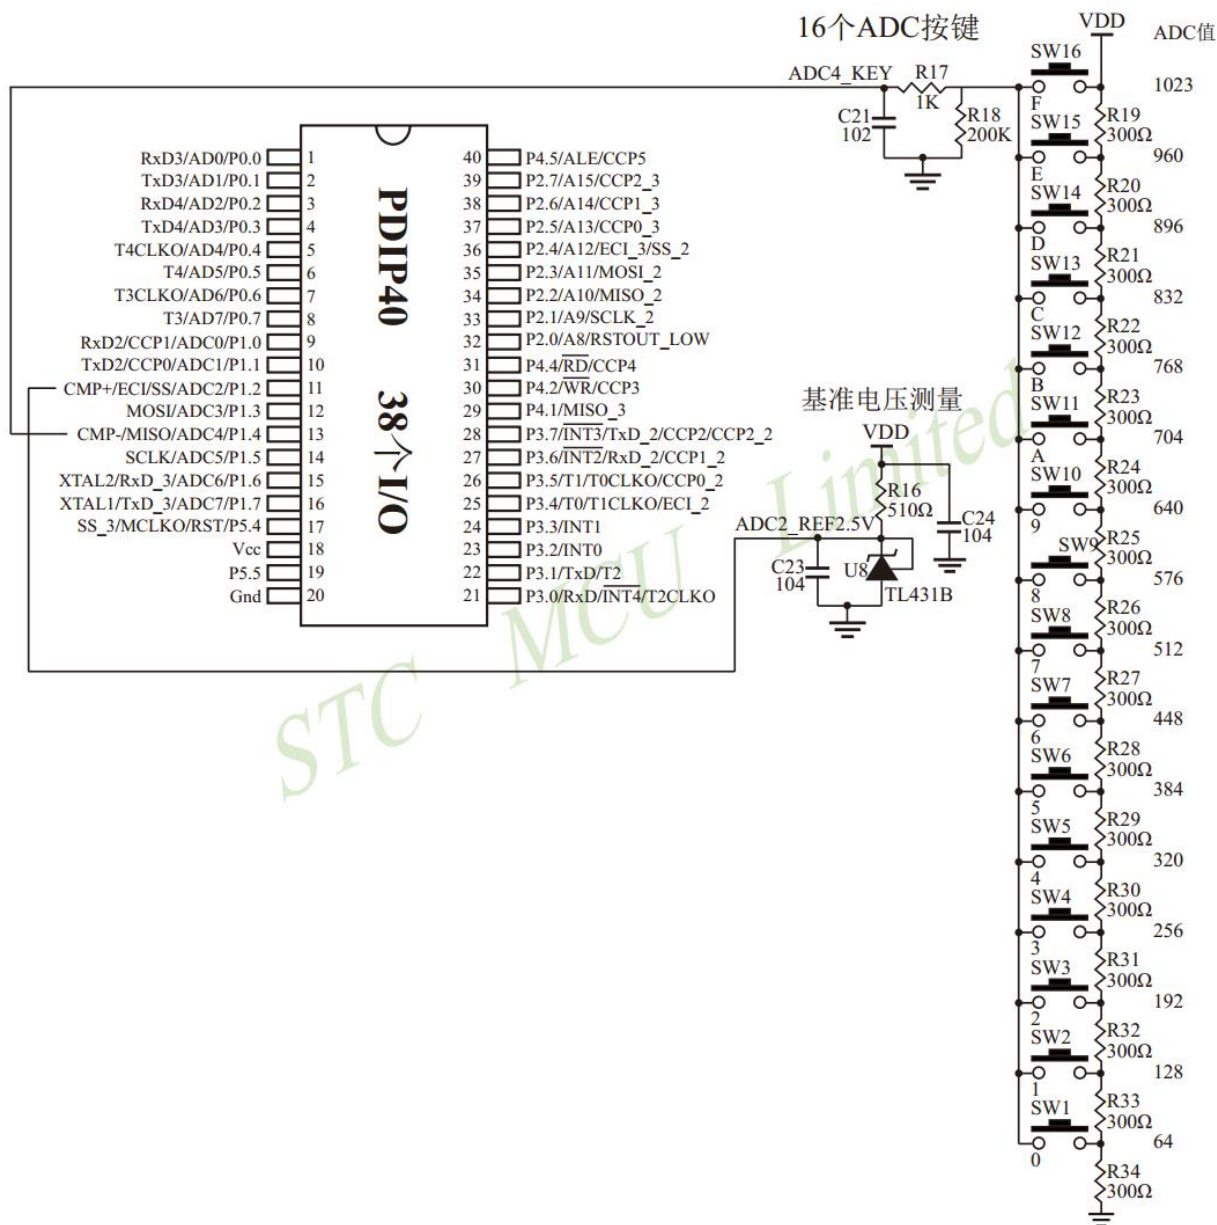 16个ADC按键
VDD
ADC值
ADC4_KEY
R17
1K
C21
102
R18
200K
SW16
F
1023
R19
300Ω
SW15
E
960
R20
300Ω
SW14
D
896
R21
300Ω
SW13
C
832
R22
300Ω
SW12
B
768
R23
300Ω
SW11
A
704
R24
300Ω
SW10
9
640
R25
300Ω
SW9
8
576
R26
300Ω
SW8
7
512
R27
300Ω
SW7
6
448
R28
300Ω
SW6
5
384
R29
300Ω
SW5
4
320
R30
300Ω
SW4
3
256
R31
300Ω
SW3
2
192
R32
300Ω
SW2
1
128
R33
300Ω
SW1
0
64
R34
300Ω
PDIP40 38个I/O
RxD3/AD0/P0.0 1
TxD3/AD1/P0.1 2
RxD4/AD2/P0.2 3
TxD4/AD3/P0.3 4
T4CLKO/AD4/P0.4 5
T4/AD5/P0.5 6
T3CLKO/AD6/P0.6 7
T3/AD7/P0.7 8
RxD2/CCP1/ADC0/P1.0 9
TxD2/CCP0/ADC1/P1.1 10
CMP+/ECI/SS/ADC2/P1.2 11
MOSI/ADC3/P1.3 12
CMP-/MISO/ADC4/P1.4 13
SCLK/ADC5/P1.5 14
XTAL2/RxD_3/ADC6/P1.6 15
XTAL1/TxD_3/ADC7/P1.7 16
SS_3/MCLKO/RST/P5.4 17
Vcc 18
P5.5 19
Gnd 20
40 P4.5/ALE/CCP5
39 P2.7/A15/CCP2_3
38 P2.6/A14/CCP1_3
37 P2.5/A13/CCP0_3
36 P2.4/A12/ECI_3/SS_2
35 P2.3/A11/MOSI_2
34 P2.2/A10/MISO_2
33 P2.1/A9/SCLK_2
32 P2.0/A8/RSTOUT_LOW
31 P4.4/RD/CCP4
30 P4.2/WR/CCP3
29 P4.1/MISO_3
28 P3.7/INT3/TxD_2/CCP2/CCP2_2
27 P3.6/INT2/RxD_2/CCP1_2
26 P3.5/T1/T0CLKO/CCP0_2
25 P3.4/T0/T1CLKO/ECI_2
24 P3.3/INT1
23 P3.2/INT0
22 P3.1/TxD/T2
21 P3.0/RxD/INT4/T2CLKO
基准电压测量
VDD
R16
510Ω
ADC2_REF2.5V
C24
104
C23
104
U8
TL431B
STC MCU Limited